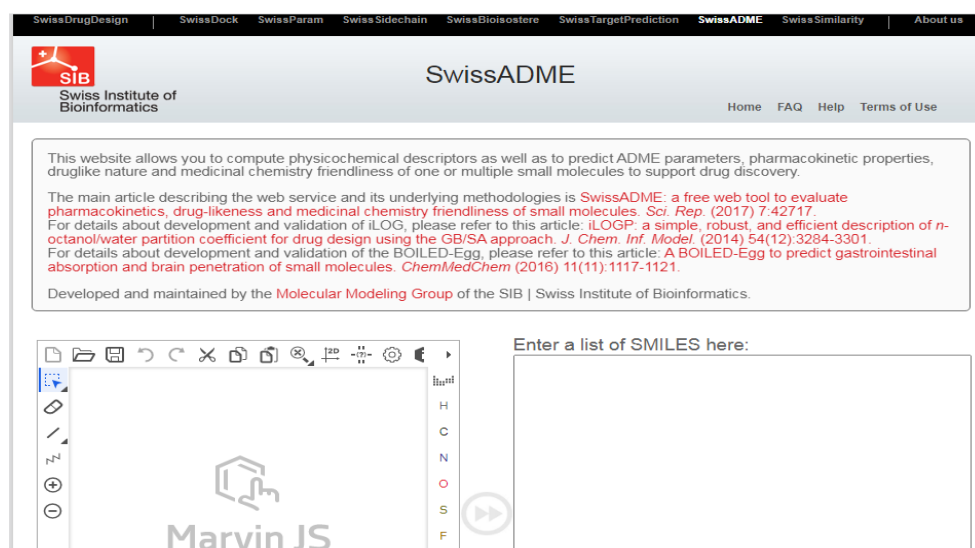 SwissDrugDesign | SwissDock SwissParam SwissSidechain SwissBioisostere SwissTargetPrediction SwissADME SwissSimilarity | About us
SIB
Swiss Institute of
Bioinformatics
SwissADME
Home FAQ Help Terms of Use
This website allows you to compute physicochemical descriptors as well as to predict ADME parameters, pharmacokinetic properties,
druglike nature and medicinal chemistry friendliness of one or multiple small molecules to support drug discovery.
The main article describing the web service and its underlying methodologies is SwissADME: a free web tool to evaluate
pharmacokinetics, drug-likeness and medicinal chemistry friendliness of small molecules. Sci. Rep. (2017) 7:42717.
For details about development and validation of iLOG, please refer to this article: iLOGP: a simple, robust, and efficient description of n-
octanol/water partition coefficient for drug design using the GB/SA approach. J. Chem. Inf. Model. (2014) 54(12):3284-3301.
For details about development and validation of the BOILED-Egg, please refer to this article: A BOILED-Egg to predict gastrointestinal
absorption and brain penetration of small molecules. ChemMedChem (2016) 11(11):1117-1121.
Developed and maintained by the Molecular Modeling Group of the SIB | Swiss Institute of Bioinformatics.
2D
H
C
N
O
S
F
Marvin JS
Enter a list of SMILES here: